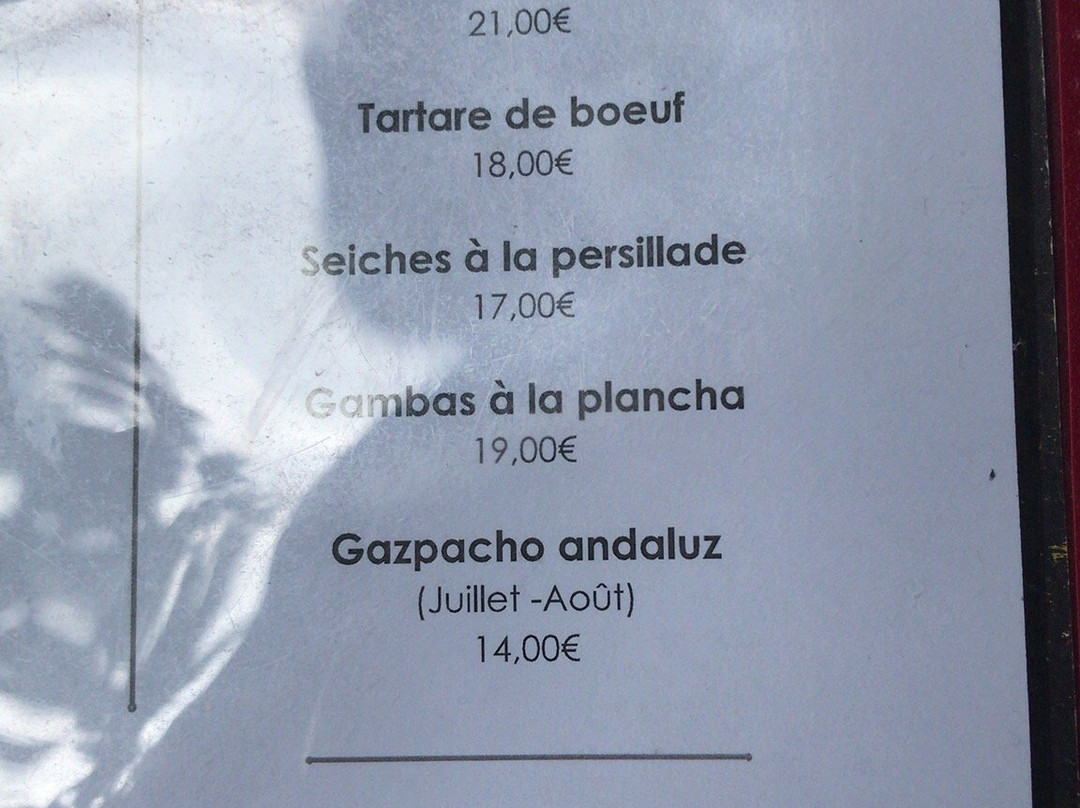 21,00€
Tartare de boeuf
18,00€
Seiches à la persillade
17,00€
Gambas à la plancha
19,00€
Gazpacho andaluz
(Juillet -Août)
14,00€